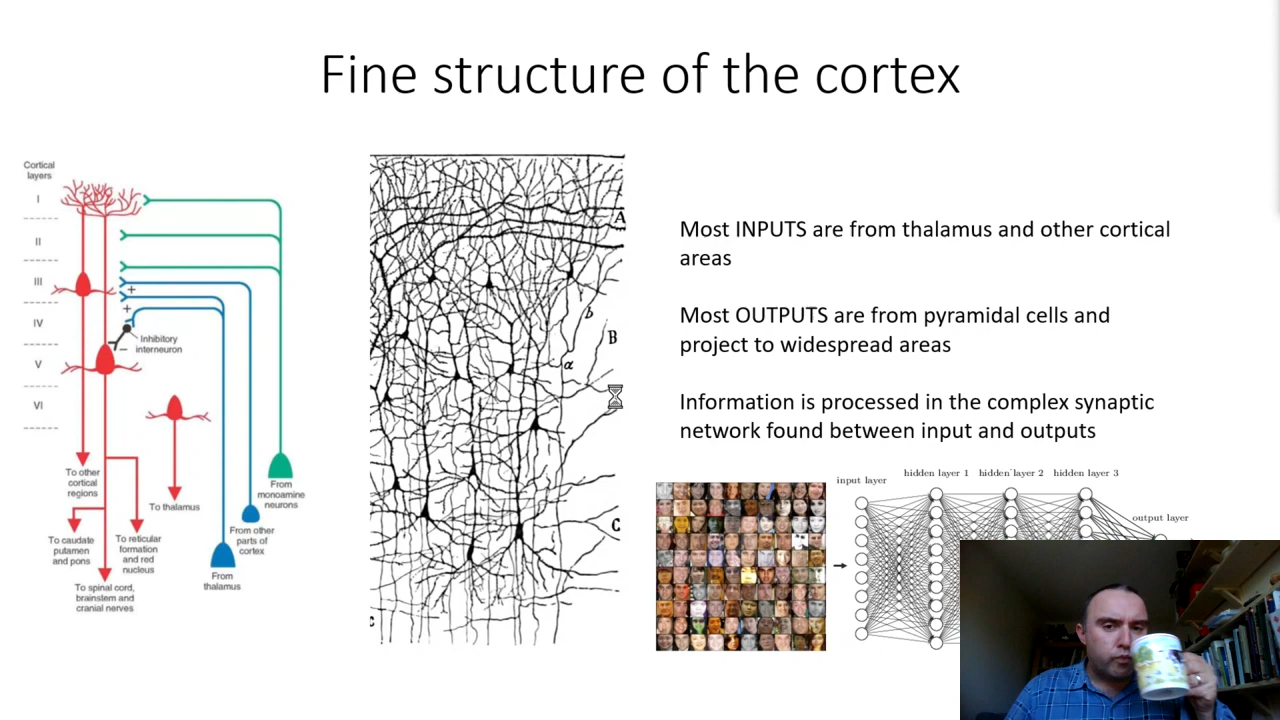 Fine structure of the cortex
Cortical
layers
I
II
III
IV
V
VI
+
+
−
Inhibitory
interneuron
To other
cortical
regions
To thalamus
From
monoamine
neurons
To caudate
putamen
and pons
To reticular
formation
and red
nucleus
From other
parts of
cortex
From
thalamus
To spinal cord,
brainstem and
cranial nerves
A
b
B
a
C
Most INPUTS are from thalamus and other cortical
areas
Most OUTPUTS are from pyramidal cells and
project to widespread areas
Information is processed in the complex synaptic
network found between input and outputs
input layer
hidden layer 1 hidden layer 2 hidden layer 3
output layer